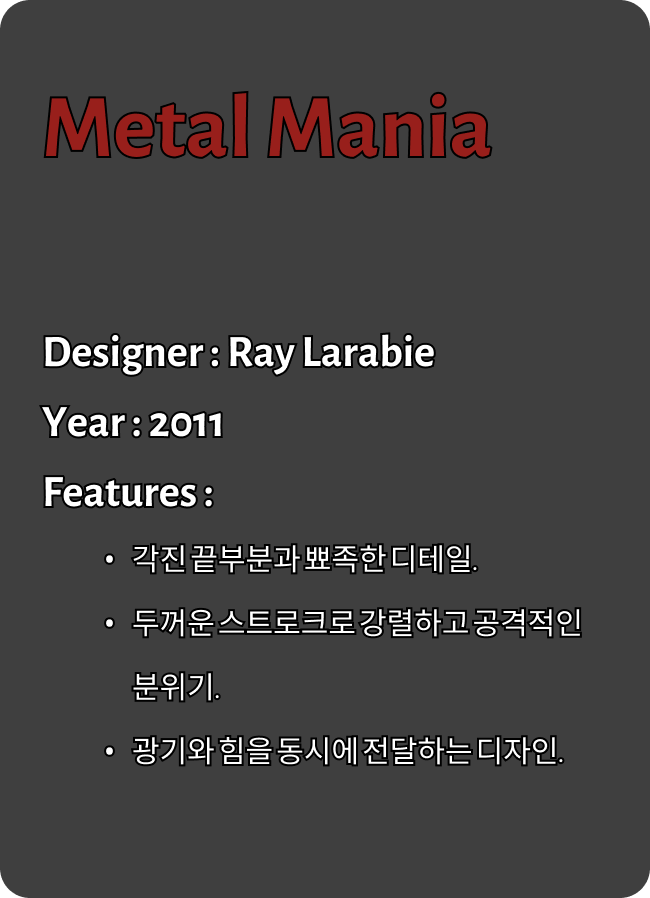 Metal Mania
Designer : Ray Larabie
Year : 2011
Features :
• 각진 끝부분과 뾰족한 디테일.
• 두꺼운 스트로크로 강렬하고 공격적인
분위기.
• 광기와 힘을 동시에 전달하는 디자인.